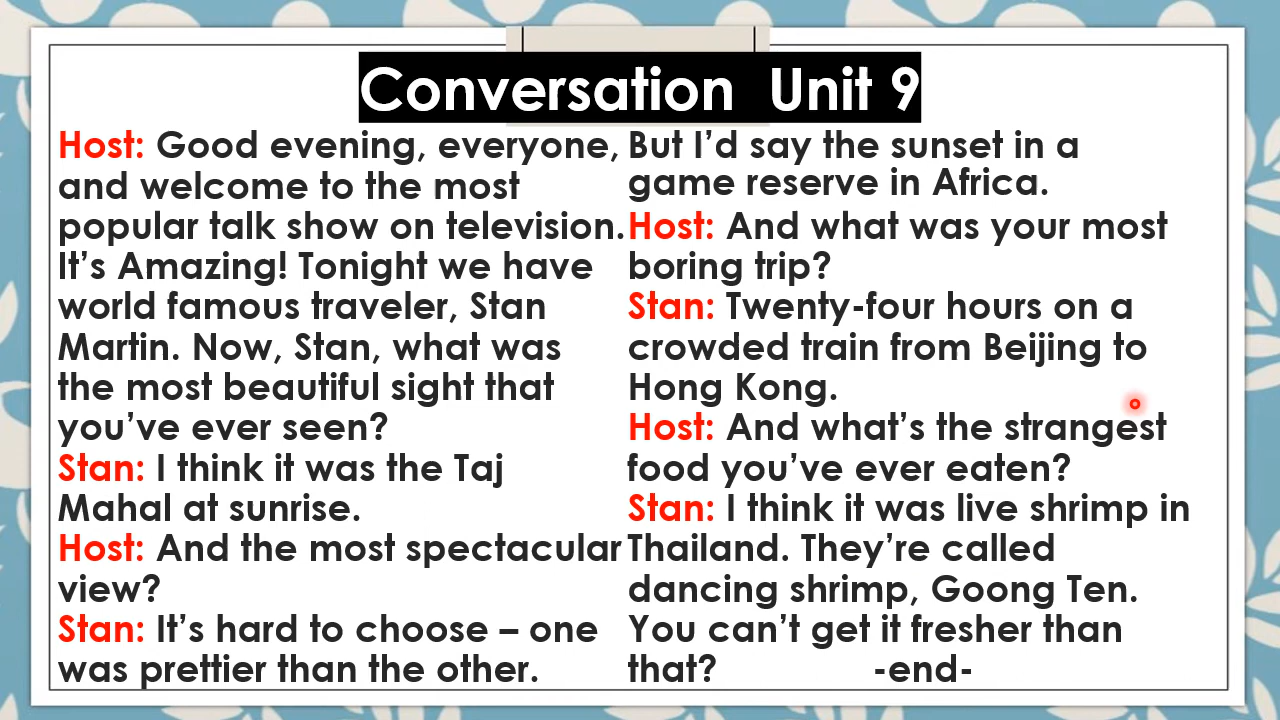 Conversation Unit 9
Host: Good evening, everyone,
and welcome to the most
popular talk show on television.
It's Amazing! Tonight we have
world famous traveler, Stan
Martin. Now, Stan, what was
the most beautiful sight that
you've ever seen?
Stan: I think it was the Taj
Mahal at sunrise.
Host: And the most spectacular
view?
Stan: It's hard to choose – one
was prettier than the other.
But I'd say the sunset in a
game reserve in Africa.
Host: And what was your most
boring trip?
Stan: Twenty-four hours on a
crowded train from Beijing to
Hong Kong.
Host: And what's the strangest
food you've ever eaten?
Stan: I think it was live shrimp in
Thailand. They're called
dancing shrimp, Goong Ten.
You can't get it fresher than
that? -end-